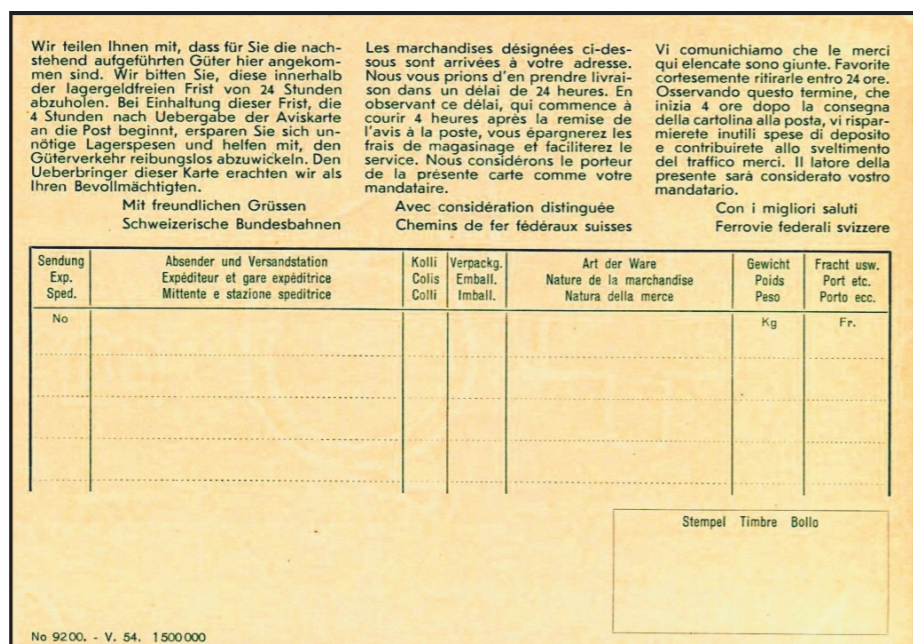 Wir teilen Ihnen mit, dass für Sie die nach-
stehend aufgeführten Güter hier angekom-
men sind. Wir bitten Sie, diese innerhalb
der lagergeldfreien Frist von 24 Stunden
abzuholen. Bei Einhaltung dieser Frist, die
4 Stunden nach Uebergabe der Aviskarte
an die Post beginnt, ersparen Sie sich un-
nötige Lagerspesen und helfen mit, den
Güterverkehr reibungslos abzuwickeln. Den
Ueberbringer dieser Karte erachten wir als
Ihren Bevollmächtigten.
Mit freundlichen Grüssen
Schweizerische Bundesbahnen
Les marchandises désignées ci-des-
sous sont arrivées à votre adresse.
Nous vous prions d'en prendre livrai-
son dans un délai de 24 heures. En
observant ce délai, qui commence à
courir 4 heures après la remise de
l'avis à la poste, vous épargnerez les
frais de magasinage et faciliterez le
service. Nous considérons le porteur
de la présente carte comme votre
mandataire.
Avec considération distinguée
Chemins de fer fédéraux suisses
Vi comunichiamo che le merci
qui elencate sono giunte. Favorite
cortesemente ritirarle entro 24 ore.
Osservando questo termine, che
inizia 4 ore dopo la consegna
della cartolina alla posta, vi rispar-
mierete inutili spese di deposito
e contribuirete allo sveltimento
del traffico merci. Il latore della
presente sarà considerato vostro
mandatario.
Con i migliori saluti
Ferrovie federali svizzere
Sendung
Exp.
Sped.
Absender und Versandstation
Expéditeur et gare expéditrice
Mittente e stazione speditrice
Kolli
Colis
Colli
Verpackg.
Emball.
Imball.
Art der Ware
Nature de la marchandise
Natura della merce
Gewicht
Poids
Peso
Fracht usw.
Port etc.
Porto ecc.
No
Kg
Fr.
Stempel Timbre Bollo
No 9200. - V. 54. 1 500 000